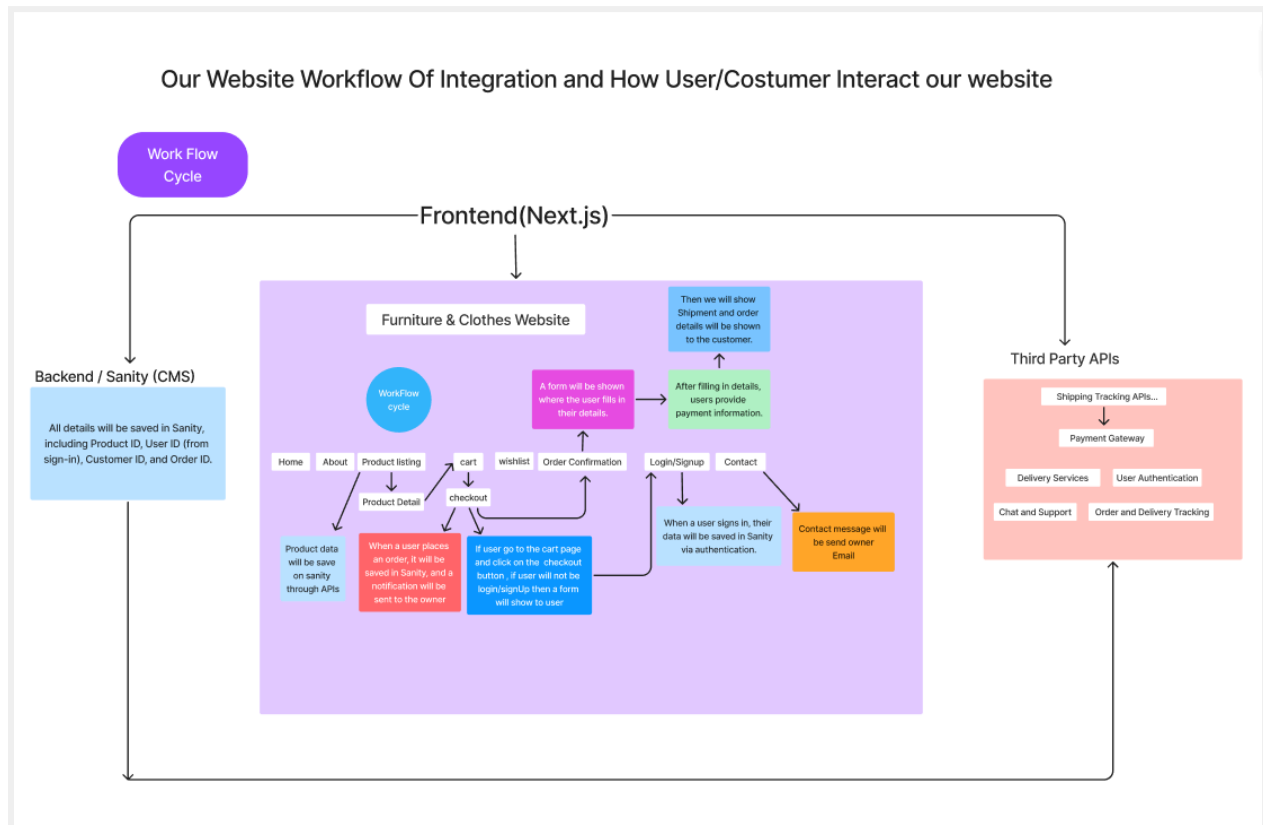 Our Website Workflow Of Integration and How User/Costumer Interact our website
Work Flow
Cycle
Frontend(Next.js)
Backend / Sanity (CMS)
All details will be saved in Sanity,
including Product ID, User ID (from
sign-in), Customer ID, and Order ID.
Furniture & Clothes Website
WorkFlow
cycle
Then we will show
Shipment and order
details will be shown
to the customer.
A form will be shown
where the user fills in
their details.
After filling in details,
users provide
payment information.
Home
About
Product listing
cart
wishlist
Order Confirmation
Login/Signup
Contact
Product Detail
checkout
Product data
will be save
on sanity
through APIs
When a user places
an order, it will be
saved in Sanity, and a
notification will be
sent to the owner
If user go to the cart page
and click on the checkout
button , if user will not be
login/signUp then a form
will show to user
When a user signs in, their
data will be saved in Sanity
via authentication.
Contact message will
be send owner
Email
Third Party APIs
Shipping Tracking APIs...
Payment Gateway
Delivery Services
User Authentication
Chat and Support
Order and Delivery Tracking